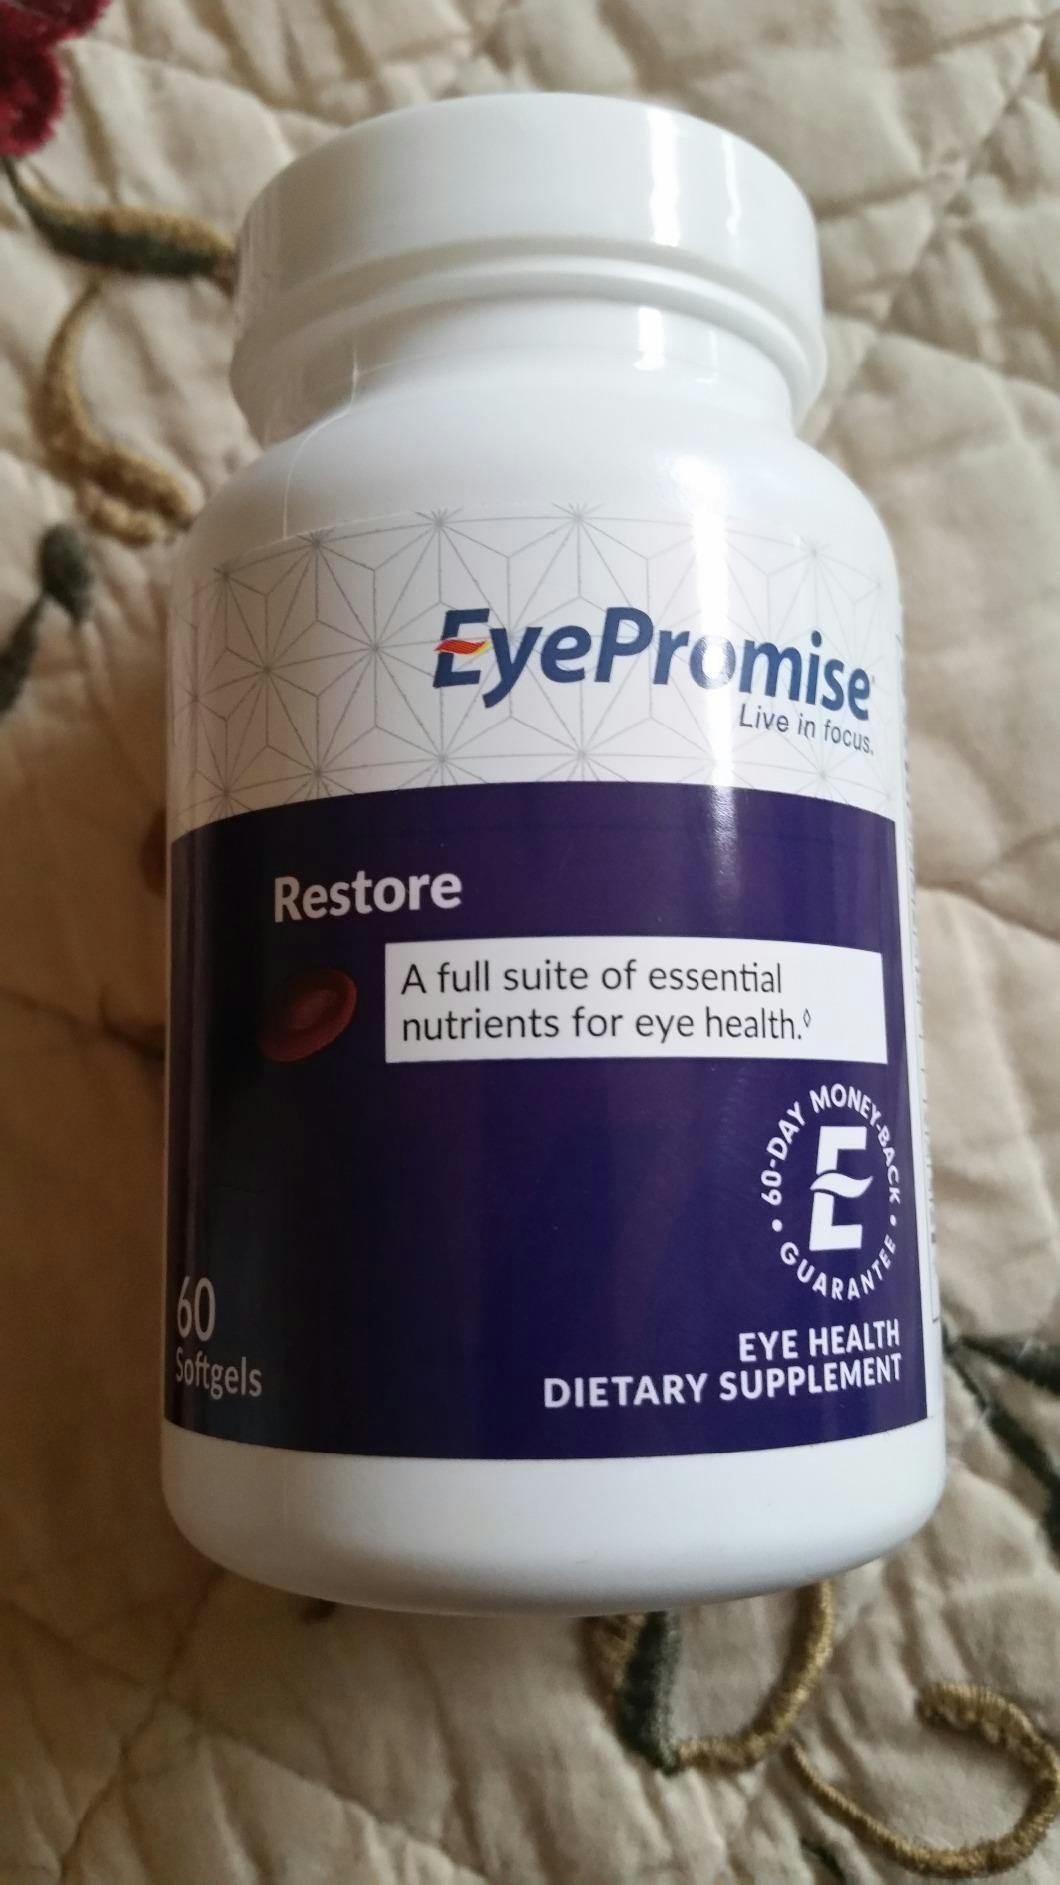 EyePromise
Live in focus.
Restore
A full suite of essential
nutrients for eye health.◊
• 60-DAY MONEY-BACK • GUARANTEE
E
60
Softgels
EYE HEALTH
DIETARY SUPPLEMENT